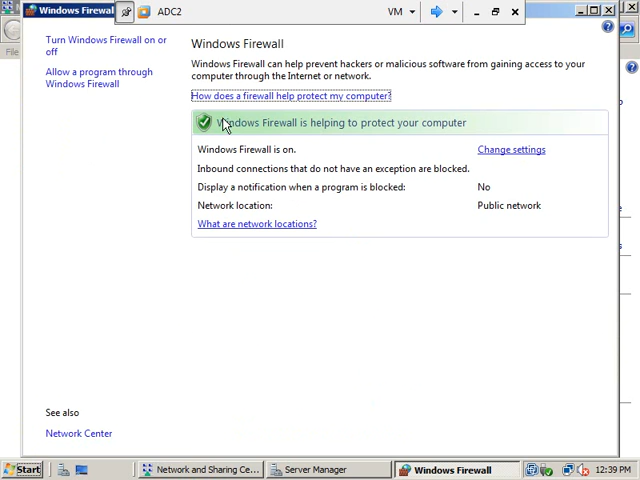 Windows Firewall
ADC2
VM
File
Turn Windows Firewall on or
off
Allow a program through
Windows Firewall
Windows Firewall
Windows Firewall can help prevent hackers or malicious software from gaining access to your
computer through the Internet or network.
How does a firewall help protect my computer?
Windows Firewall is helping to protect your computer
Windows Firewall is on.
Change settings
Inbound connections that do not have an exception are blocked.
Display a notification when a program is blocked:
No
Network location:
Public network
What are network locations?
See also
Network Center
Start
Network and Sharing Ce...
Server Manager
Windows Firewall
12:39 PM